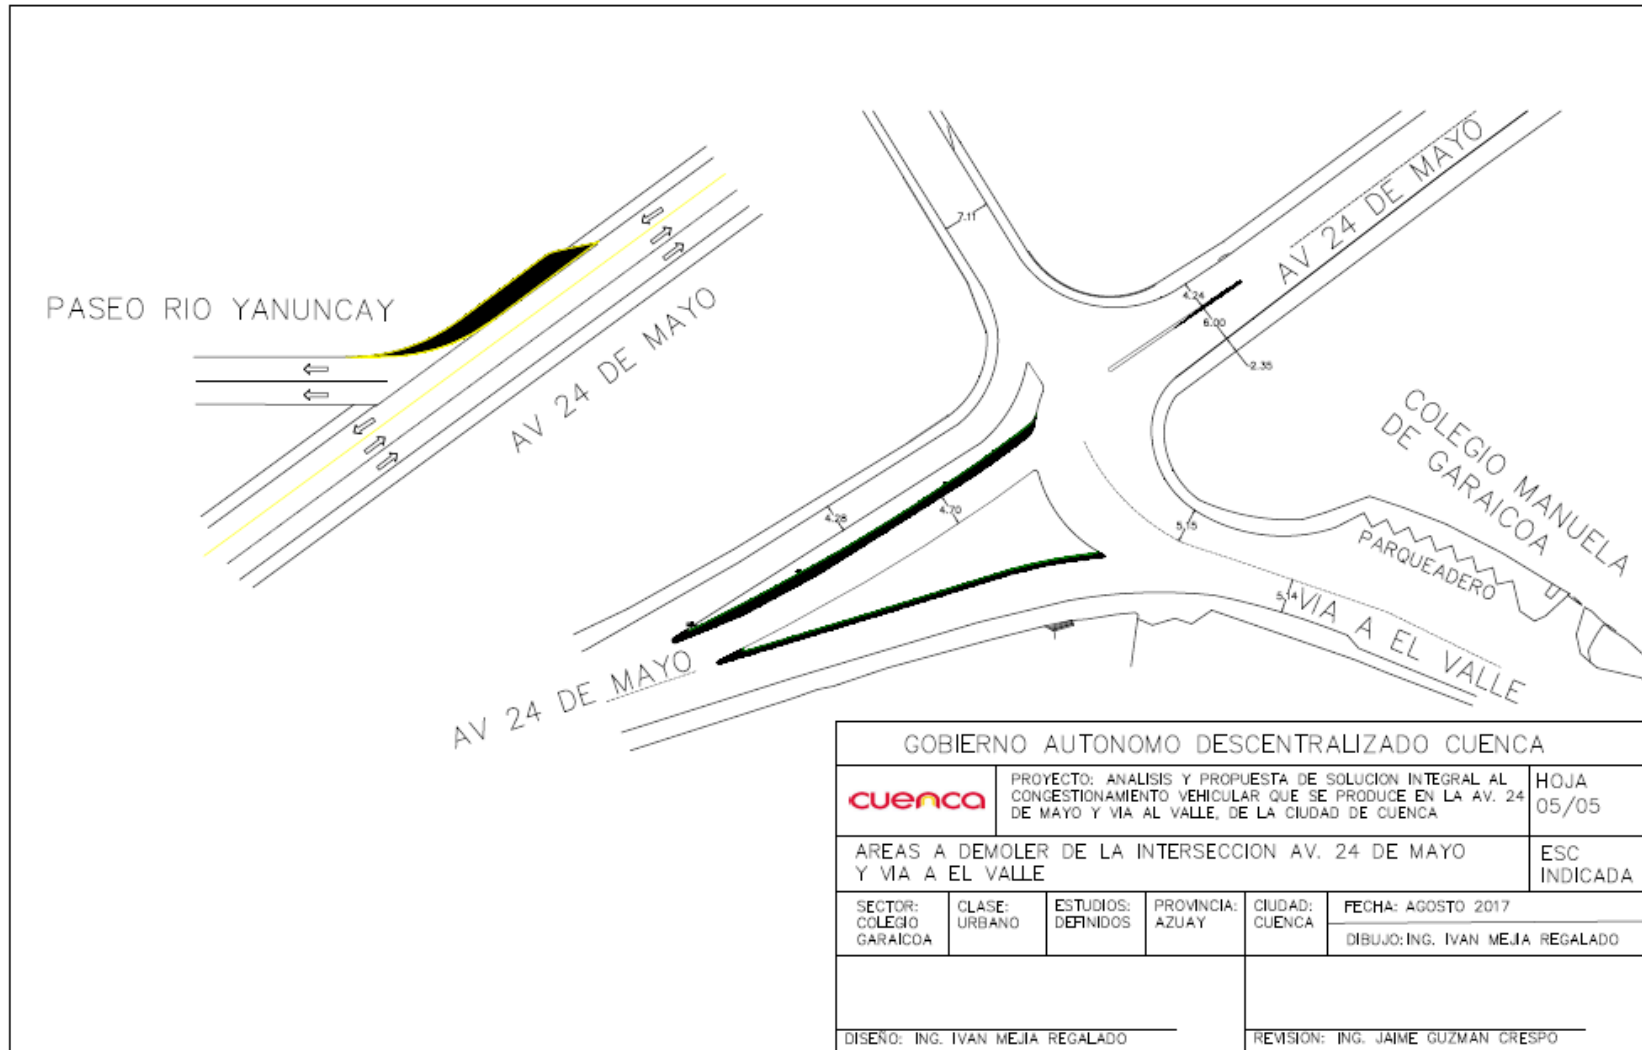 AV 24 DE MAYO
7.11
PASEO RIO YANUNCAY
AV 24 DE MAYO
4.24
6.00
2.35
COLEGIO MANUELA
DE GARAICOA
4.28
4.70
5.15
PARQUEADERO
5.14
VIA A EL VALLE
AV 24 DE MAYO
GOBIERNO AUTONOMO DESCENTRALIZADO CUENCA
cuenca
PROYECTO: ANALISIS Y PROPUESTA DE SOLUCION INTEGRAL AL
CONGESTIONAMIENTO VEHICULAR QUE SE PRODUCE EN LA AV. 24
DE MAYO Y VIA AL VALLE, DE LA CIUDAD DE CUENCA
HOJA
05/05
AREAS A DEMOLER DE LA INTERSECCION AV. 24 DE MAYO
Y VIA A EL VALLE
ESC
INDICADA
SECTOR:
COLEGIO
GARAICOA
CLASE:
URBANO
ESTUDIOS:
DEFINIDOS
PROVINCIA:
AZUAY
CIUDAD:
CUENCA
FECHA: AGOSTO 2017
DIBUJO: ING. IVAN MEJIA REGALADO
DISEÑO: ING. IVAN MEJIA REGALADO
REVISION: ING. JAIME GUZMAN CRESPO